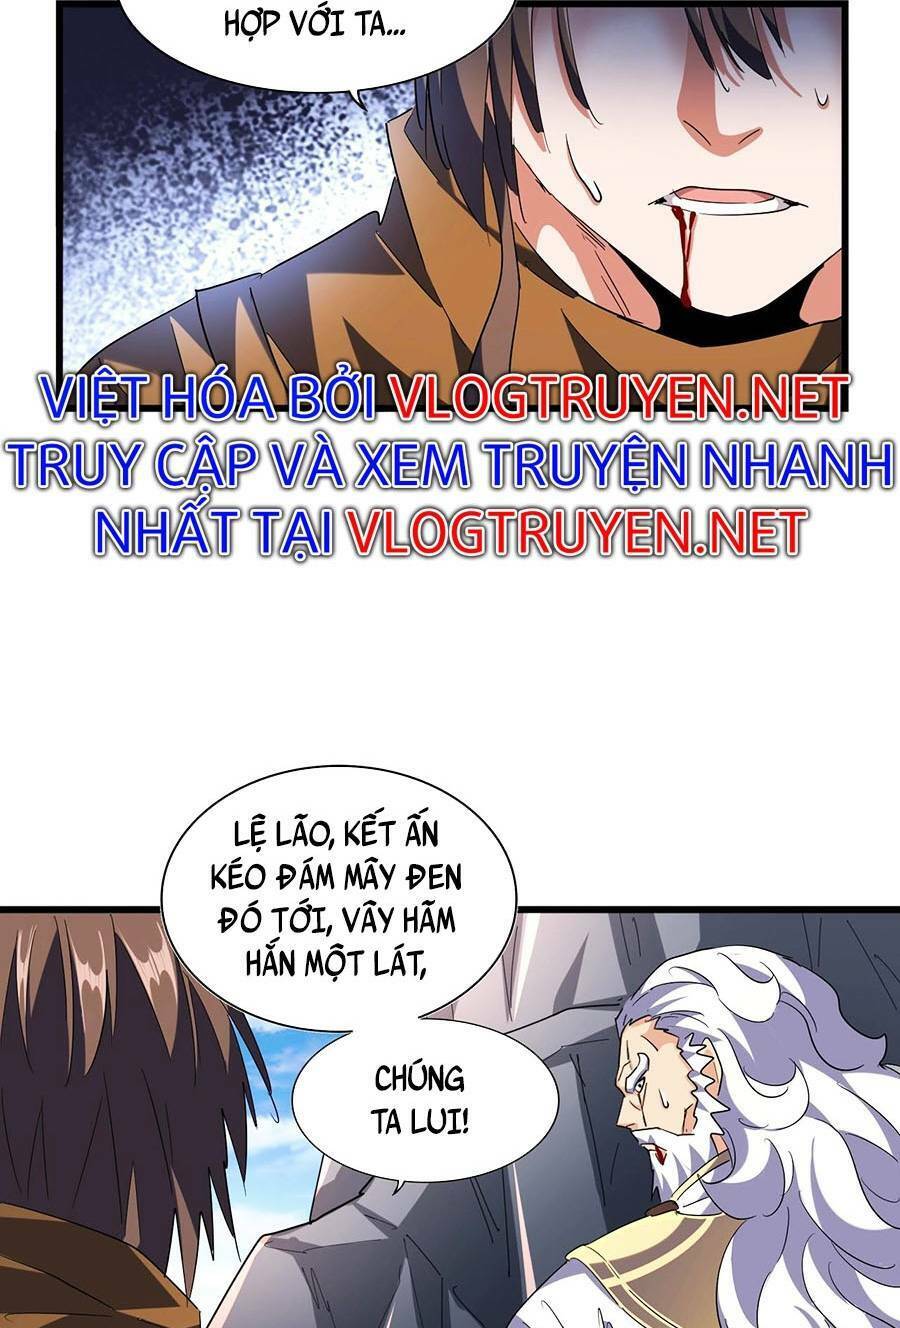 HỢP VỚI TA...
VIỆT HÓA BỞI VLOGTRUYEN.NET
TRUY CẬP VÀ XEM TRUYỆN NHANH
NHẤT TẠI VLOGTRUYEN.NET
LỆ LÃO, KẾT ẤN
KÉO ĐÁM MÂY ĐEN
ĐÓ TỚI, VÂY HÃM
HẮN MỘT LÁT,
CHÚNG
TA LUI!